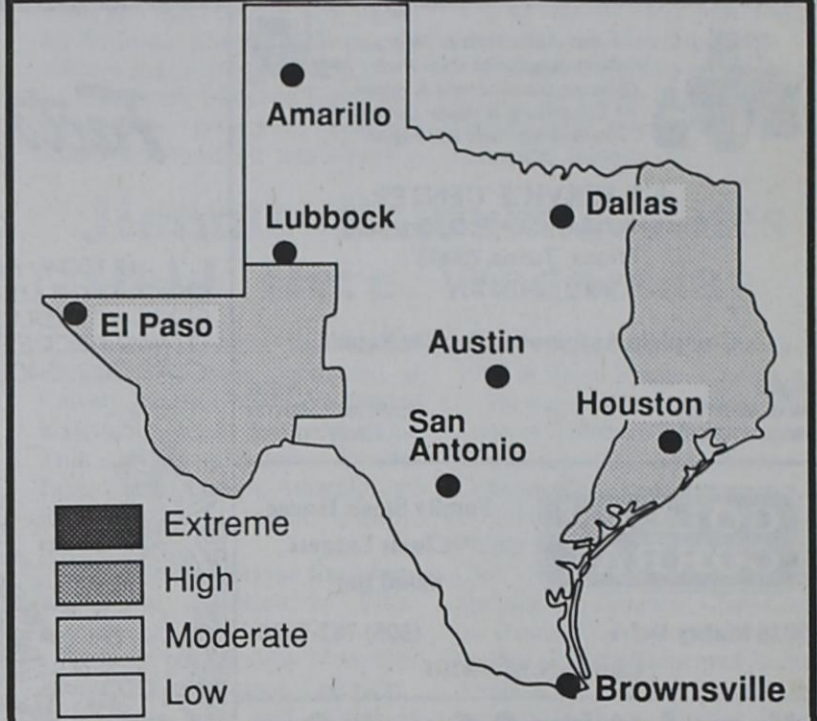 Amarillo
Lubbock
Dallas
El Paso
Austin
Houston
San
Antonio
Extreme
High
Moderate
Low
Brownsville